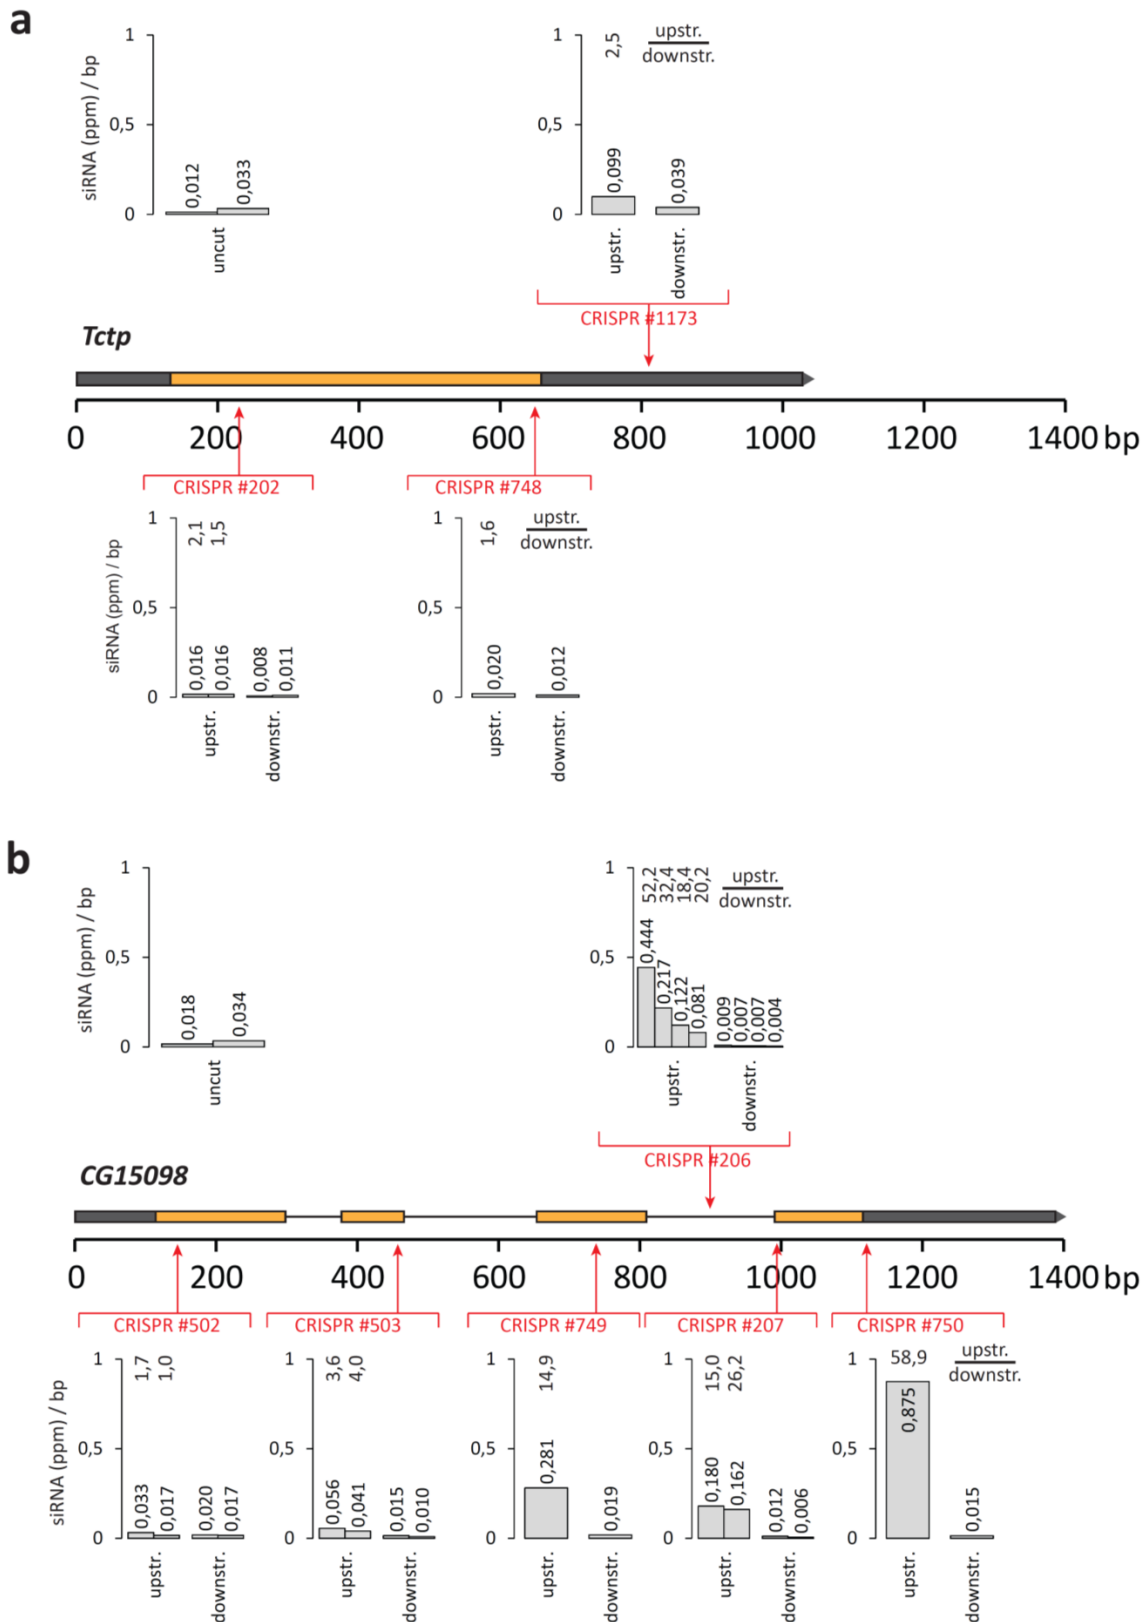 a
siRNA (ppm) / bp
1
0,5
0
0,012
0,033
uncut
1
0,5
0
2,5
upstr.
downstr.
0,099
0,039
upstr.
downstr.
CRISPR #1173
Tctp
0 200 400 600 800 1000 1200 1400 bp
CRISPR #202
CRISPR #748
siRNA (ppm) / bp
1
0,5
0
2,1
1,5
0,016
0,016
0,008
0,011
upstr.
downstr.
1
0,5
0
1,6
upstr.
downstr.
0,020
0,012
upstr.
downstr.
b
siRNA (ppm) / bp
1
0,5
0
0,018
0,034
uncut
1
0,5
0
52,2
32,4
18,4
20,2
upstr.
downstr.
0,444
0,217
0,122
0,081
0,009
0,007
0,007
0,004
upstr.
downstr.
CRISPR #206
CG15098
0 200 400 600 800 1000 1200 1400 bp
CRISPR #502
CRISPR #503
CRISPR #749
CRISPR #207
CRISPR #750
siRNA (ppm) / bp
1
0,5
0
1,7
1,0
0,033
0,017
0,020
0,017
upstr.
downstr.
1
0,5
0
3,6
4,0
0,056
0,041
0,015
0,010
upstr.
downstr.
1
0,5
0
14,9
0,281
0,019
upstr.
downstr.
1
0,5
0
15,0
26,2
0,180
0,162
0,012
0,006
upstr.
downstr.
1
0,5
0
58,9
upstr.
downstr.
0,875
0,015
upstr.
downstr.